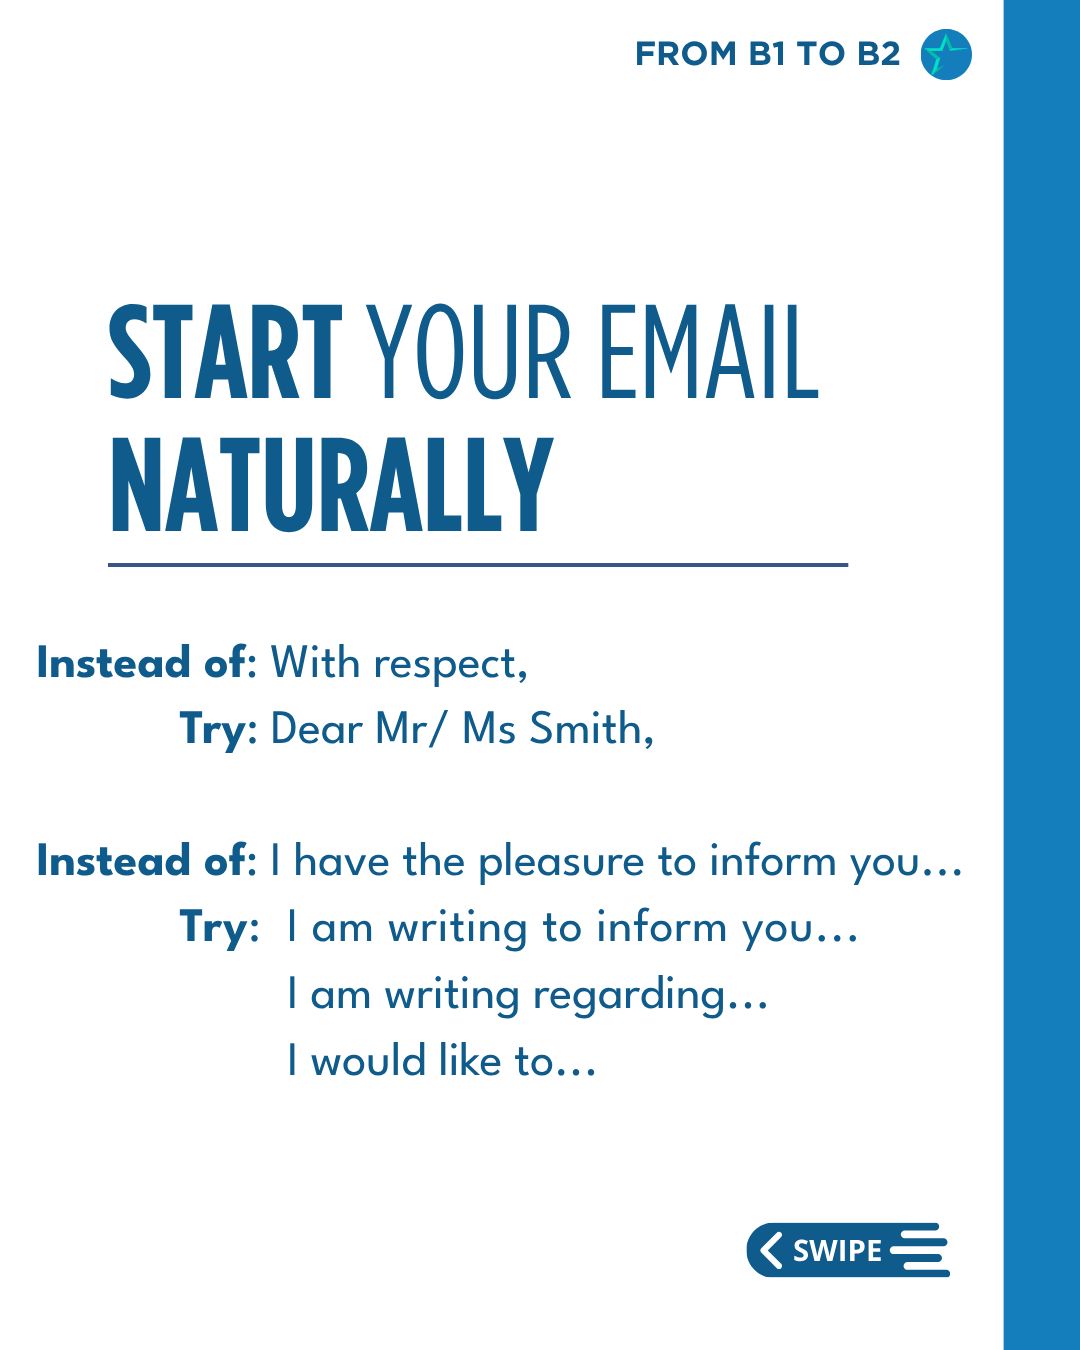 FROM B1 TO B2
START YOUR EMAIL
NATURALLY
Instead of: With respect,
Try: Dear Mr/ Ms Smith,
Instead of: I have the pleasure to inform you...
Try: I am writing to inform you...
I am writing regarding...
I would like to...
SWIPE